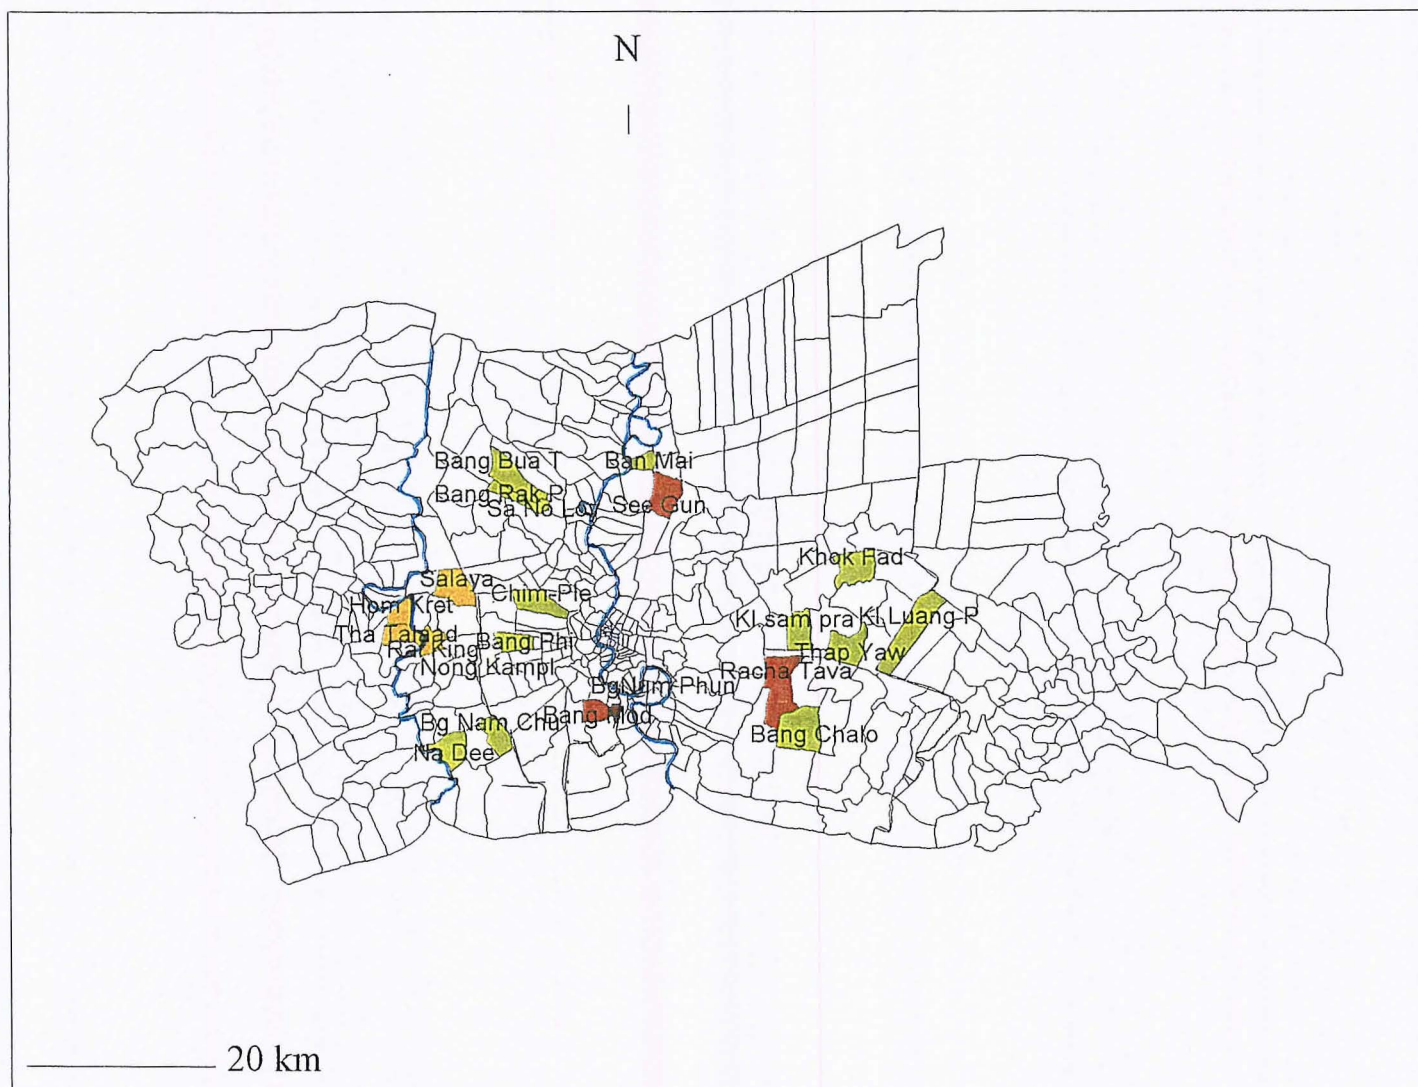 N
Bang Bua T
Ban Mai
Bang Rak P
Sa No Loy
See Gun
Khok Fad
Salaya
Chim-Ple
Hom Kret
Kl sam pra
Kl Luang P
Tha Talaad
Rai King
Bang Phi
Thap Yaw
Nong Kampl
Racha Tava
BgNum Phun
Bang Mod
Bg Nam Chu
Bang Chalo
Na Dee
20 km